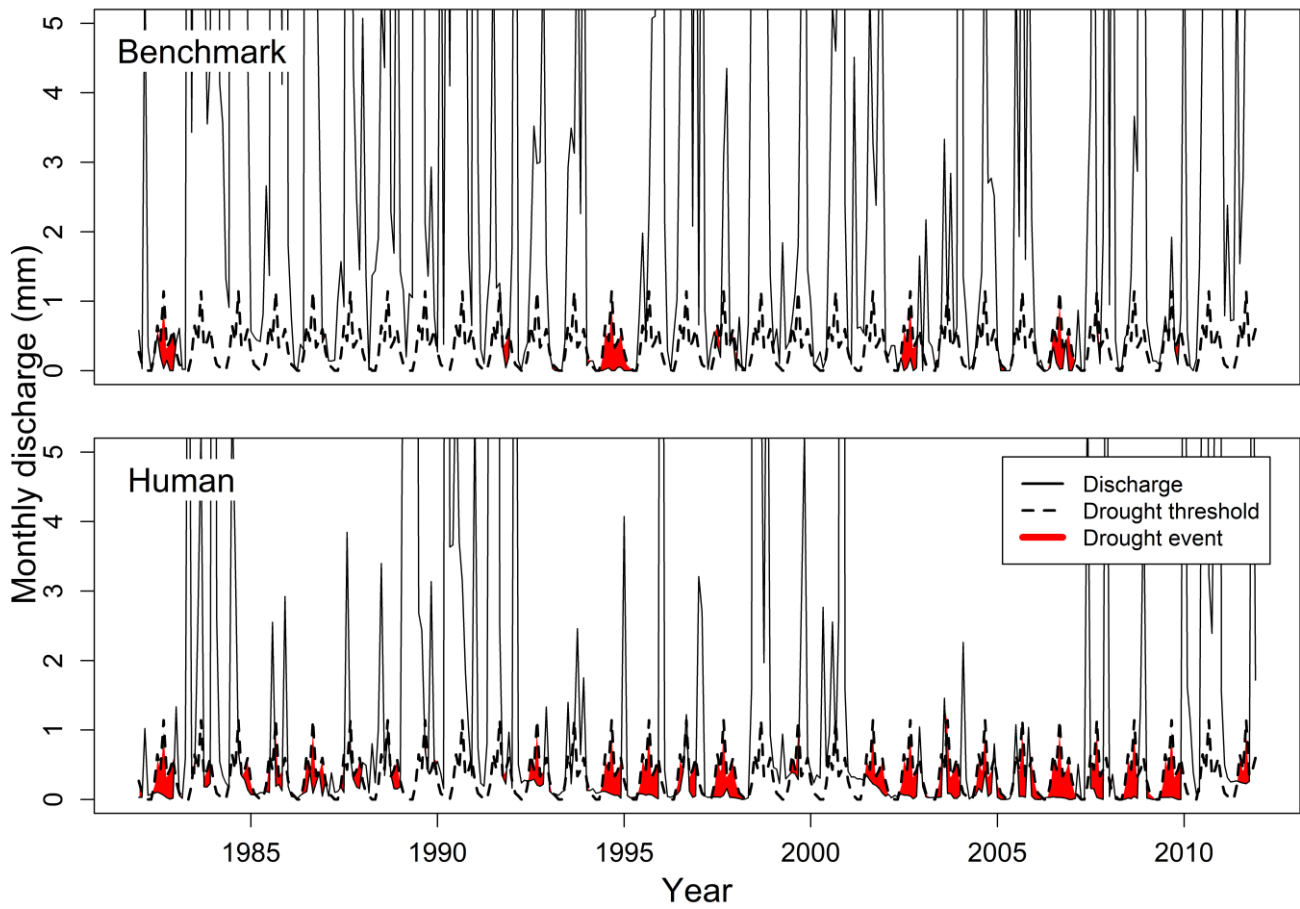 Benchmark
5
4
3
2
1
0
Monthly discharge (mm)
Human
5
4
3
2
1
0
Discharge
Drought threshold
Drought event
1985 1990 1995 2000 2005 2010
Year